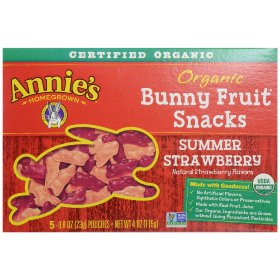 CERTIFIED ORGANIC
Annie's
HOMEGROWN
Organic
Bunny Fruit
Snacks
SUMMER
STRAWBERRY
Natural Strawberry Flavors
Made with Goodness!
USDA
ORGANIC
No Artificial Flavors,
Synthetic Colors or Preservatives
Made with Real Fruit Juice
Our Organic Ingredients are Grown
without Using Persistent Pesticides
5 - 0.8 OZ (23g) POUCHES • NET WT 4 OZ (115g)